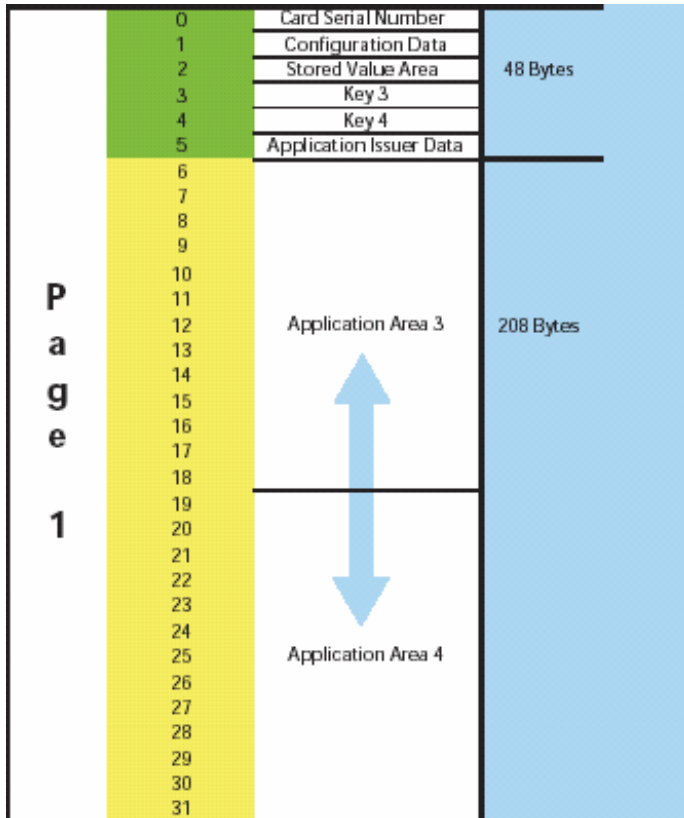 0 Card Serial Number
1 Configuration Data
2 Stored Value Area 48 Bytes
3 Key 3
4 Key 4
5 Application Issuer Data
6
7
8
9
10
11
12 Application Area 3 208 Bytes
13
14
15
16
17
18
19
20
21
22
23
24
25 Application Area 4
26
27
28
29
30
31
Page 1